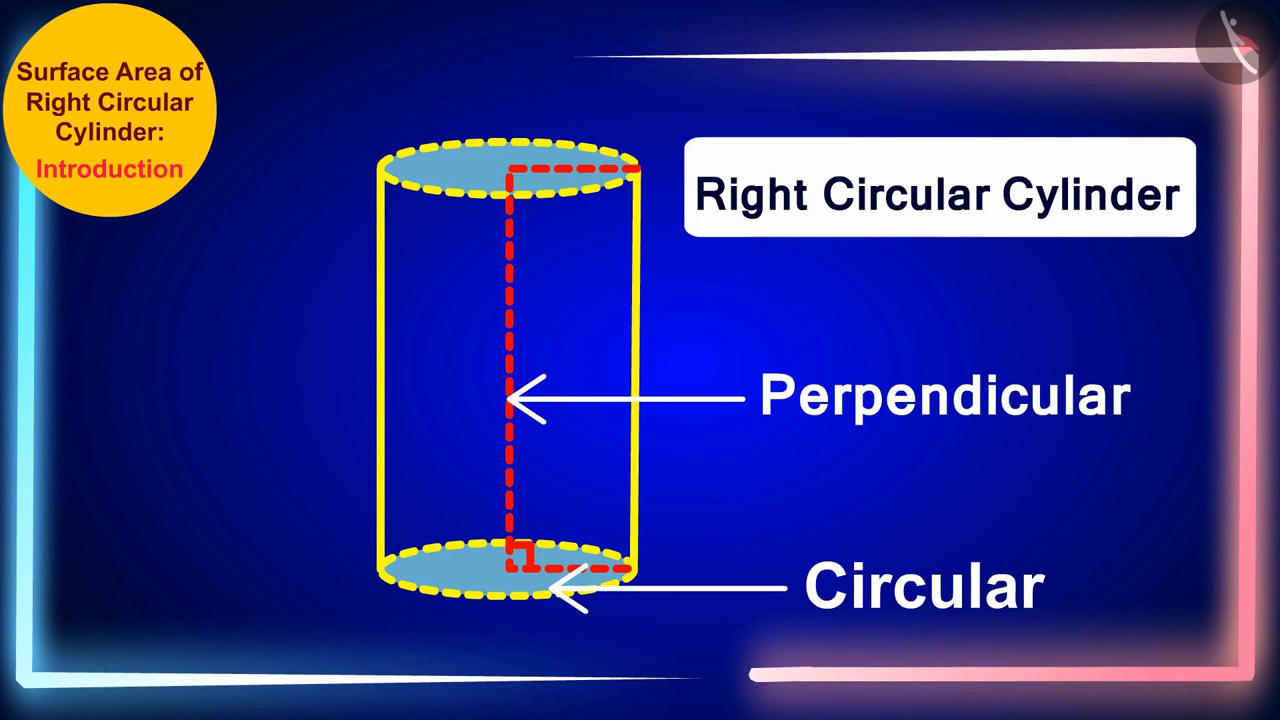 Surface Area of
Right Circular
Cylinder:
Introduction
Right Circular Cylinder
Perpendicular
Circular